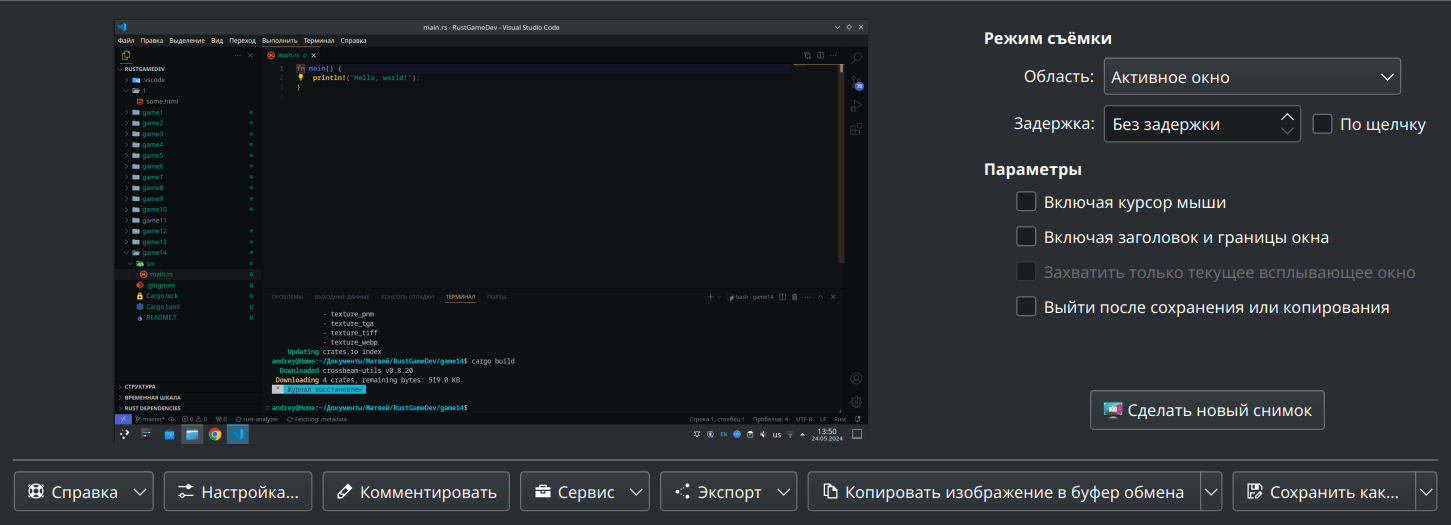 main.rs - RustGameDev - Visual Studio Code
Файл Правка Выделение Вид Переход Выполнить Терминал Справка
main.rs U
RUSTGAMEDEV
.vscode
1
some.html
game1
game2
game3
game4
game5
game6
game7
game8
game9
game10
game11
game12
game13
game14
src
main.rs U
.gitignore U
Cargo.lock U
Cargo.toml U
README.T U
СТРУКТУРА
ВРЕМЕННАЯ ШКАЛА
RUST DEPENDENCIES
1 fn main() {
2 println!("Hello, world!");
3 }
4
ПРОБЛЕМЫ ВЫХОДНЫЕ ДАННЫЕ КОНСОЛЬ ОТЛАДКИ ТЕРМИНАЛ ПОРТЫ
bash - game14
- texture_pnm
- texture_tga
- texture_tiff
- texture_webp
Updating crates.io index
andrey@Home:~/Документы/Матвей/RustGameDev/game14$ cargo build
Downloaded crossbeam-utils v0.8.20
Downloading 4 crates, remaining bytes: 519.0 KB
* Журнал восстановлен
andrey@Home:~/Документы/Матвей/RustGameDev/game14$
master* 0 0 0 rust-analyzer Fetching: metadata
Строка 1, столбец 1 Пробелов: 4 UTF-8 LF Rust
EN us 13:50
24.05.2024
Режим съёмки
Область: Активное окно
Задержка: Без задержки По щелчку
Параметры
Включая курсор мыши
Включая заголовок и границы окна
Захватить только текущее всплывающее окно
Выйти после сохранения или копирования
Сделать новый снимок
Справка Настройка... Комментировать Сервис Экспорт Копировать изображение в буфер обмена Сохранить как...